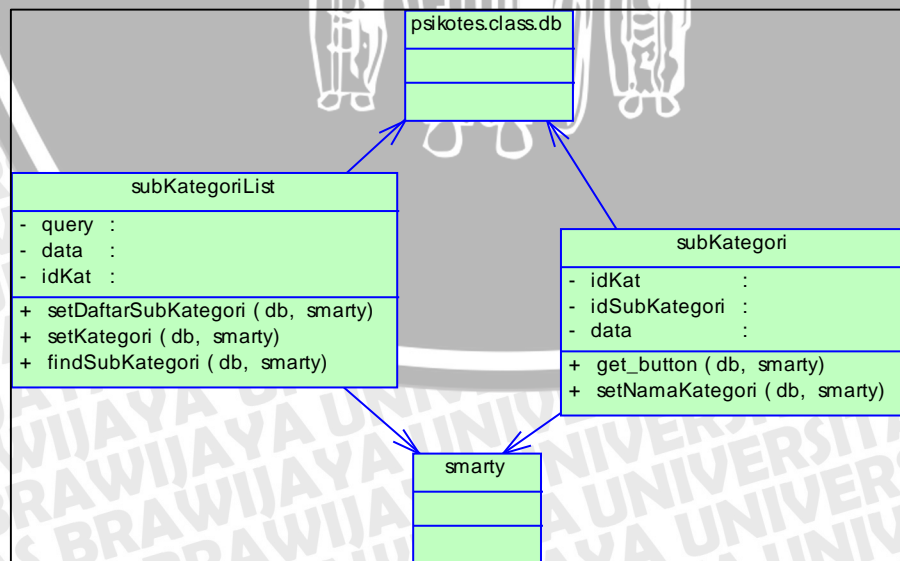 psikotes.class.db
subKategoriList
- query :
- data :
- idKat :
+ setDaftarSubKategori ( db, smarty)
+ setKategori ( db, smarty)
+ findSubKategori ( db, smarty)
subKategori
- idKat :
- idSubKategori :
- data :
+ get_button ( db, smarty)
+ setNamaKategori ( db, smarty)
smarty